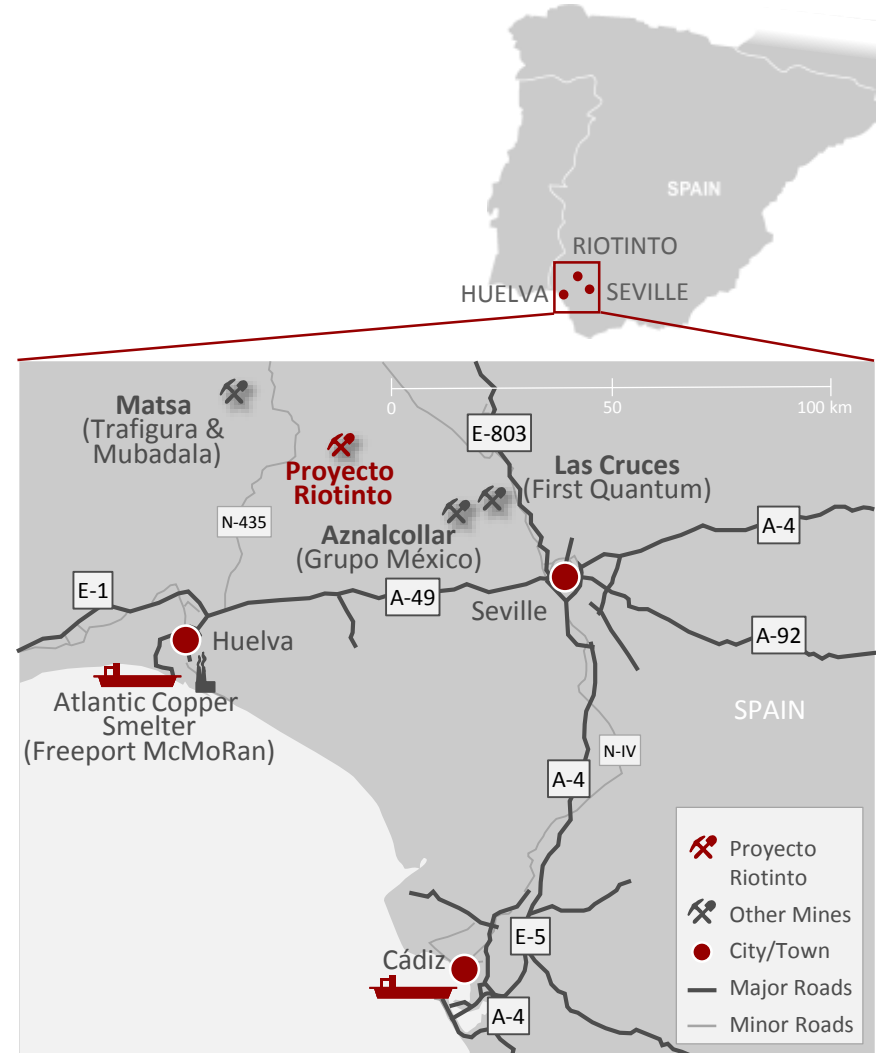 SPAIN
RIOTINTO
HUELVA
SEVILLE
Matsa
(Trafigura &
Mubadala)
0
50
100 km
E-803
Proyecto
Riotinto
Las Cruces
(First Quantum)
N-435
Aznalcollar
(Grupo México)
A-4
E-1
A-49
Seville
Huelva
A-92
Atlantic Copper
Smelter
(Freeport McMoRan)
SPAIN
N-IV
A-4
Proyecto
Riotinto
Other Mines
E-5
City/Town
Cádiz
Major Roads
A-4
Minor Roads